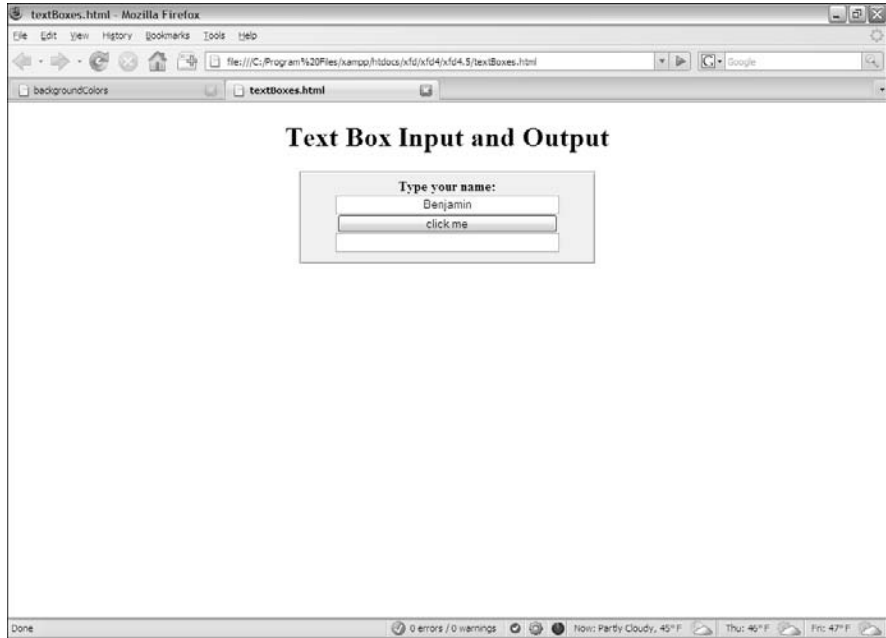 textBoxes.html - Mozilla Firefox
File Edit View History Bookmarks Tools Help
file:///C:/Program%20Files/xampp/htdocs/xfd/xfd4/xfd4.5/textBoxes.html G Google
backgroundColors textBoxes.html
Text Box Input and Output
Type your name:
Benjamin
click me
Done 0 errors / 0 warnings Now: Partly Cloudy, 45° F Thu: 46° F Fri: 47° F